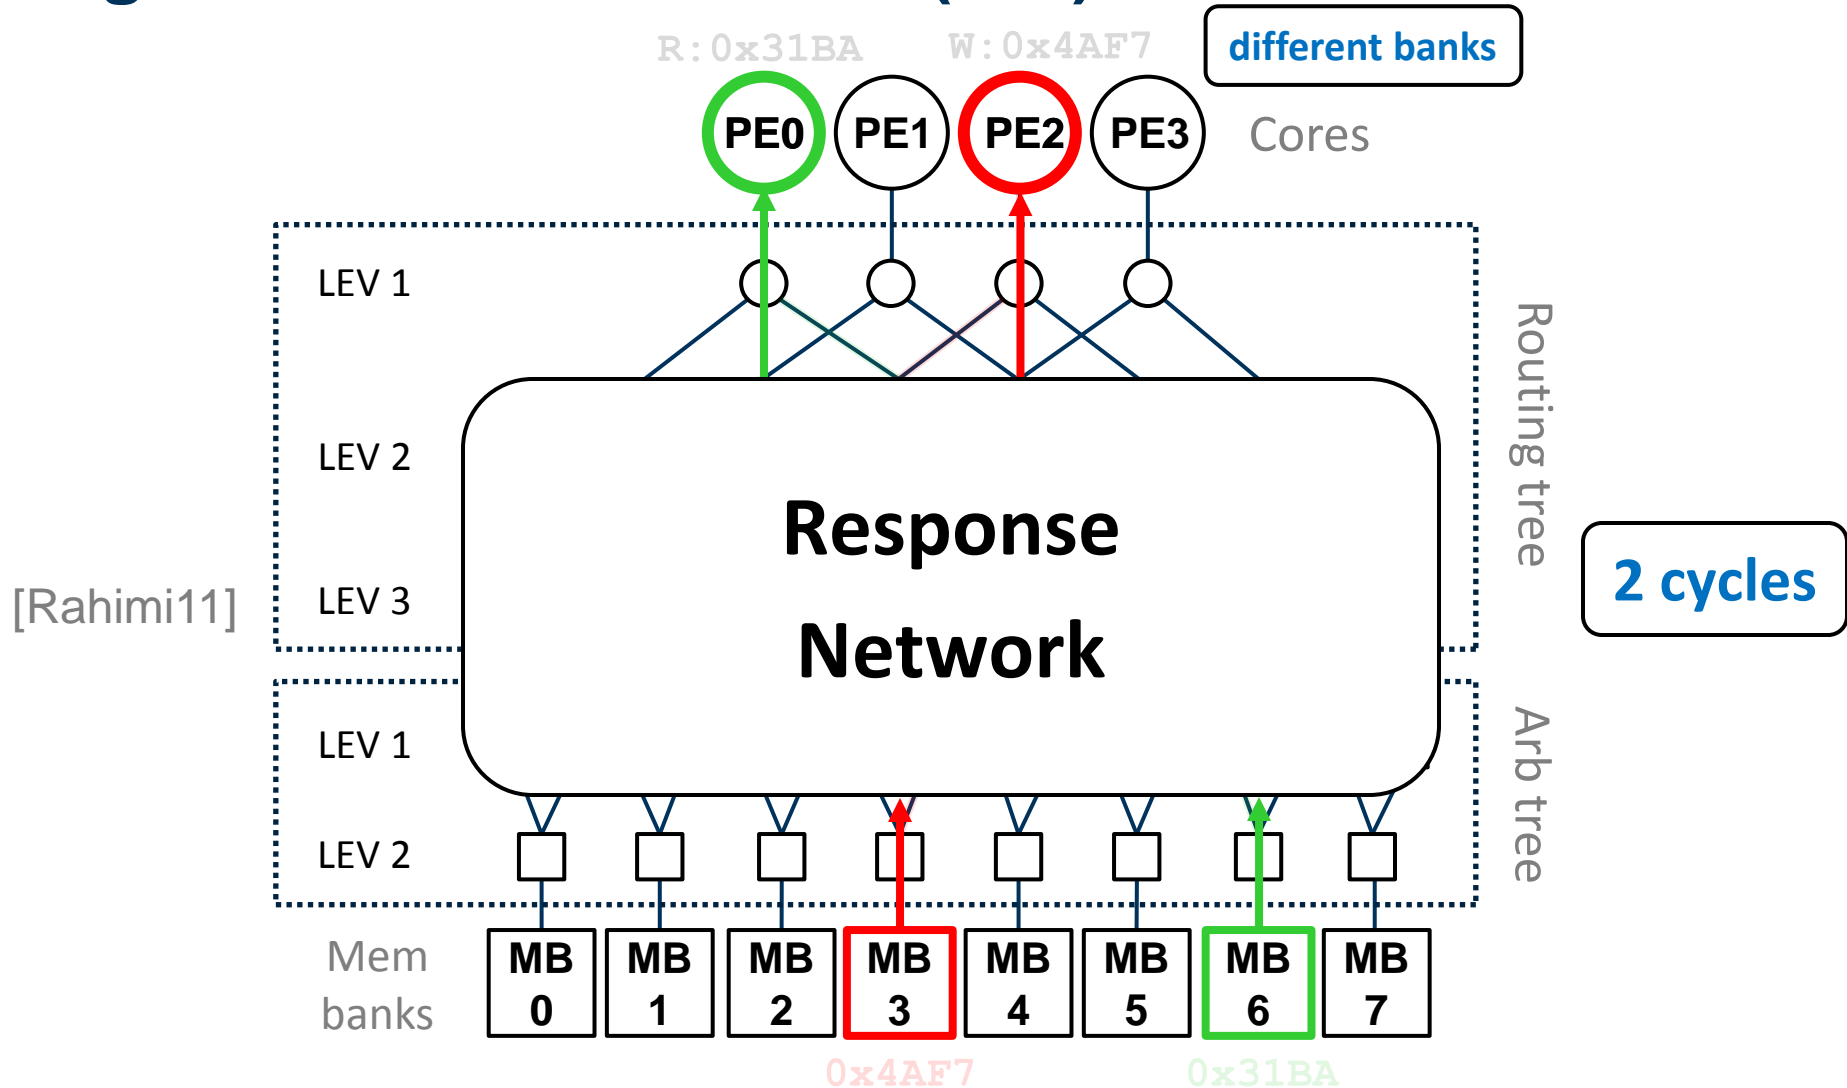 R:0x31BA
W:0x4AF7
different banks
PE0
PE1
PE2
PE3
Cores
LEV 1
LEV 2
LEV 3
Routing tree
Response
Network
2 cycles
[Rahimi11]
LEV 1
LEV 2
Arb tree
Mem
banks
MB
0
MB
1
MB
2
MB
3
MB
4
MB
5
MB
6
MB
7
0x4AF7
0x31BA